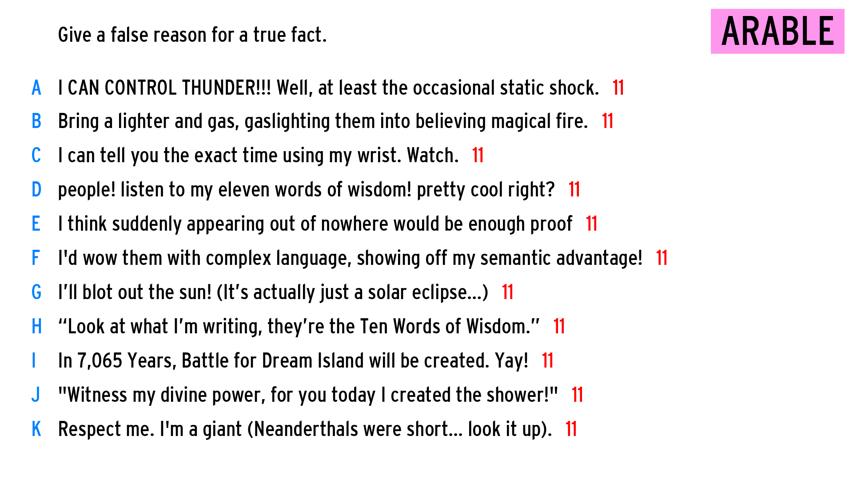 Give a false reason for a true fact.
ARABLE
A I CAN CONTROL THUNDER!!! Well, at least the occasional static shock. 11
B Bring a lighter and gas, gaslighting them into believing magical fire. 11
C I can tell you the exact time using my wrist. Watch. 11
D people! listen to my eleven words of wisdom! pretty cool right? 11
E I think suddenly appearing out of nowhere would be enough proof 11
F I'd wow them with complex language, showing off my semantic advantage! 11
G I’ll blot out the sun! (It’s actually just a solar eclipse...) 11
H “Look at what I’m writing, they’re the Ten Words of Wisdom.” 11
I In 7,065 Years, Battle for Dream Island will be created. Yay! 11
J "Witness my divine power, for you today I created the shower!" 11
K Respect me. I'm a giant (Neanderthals were short... look it up). 11